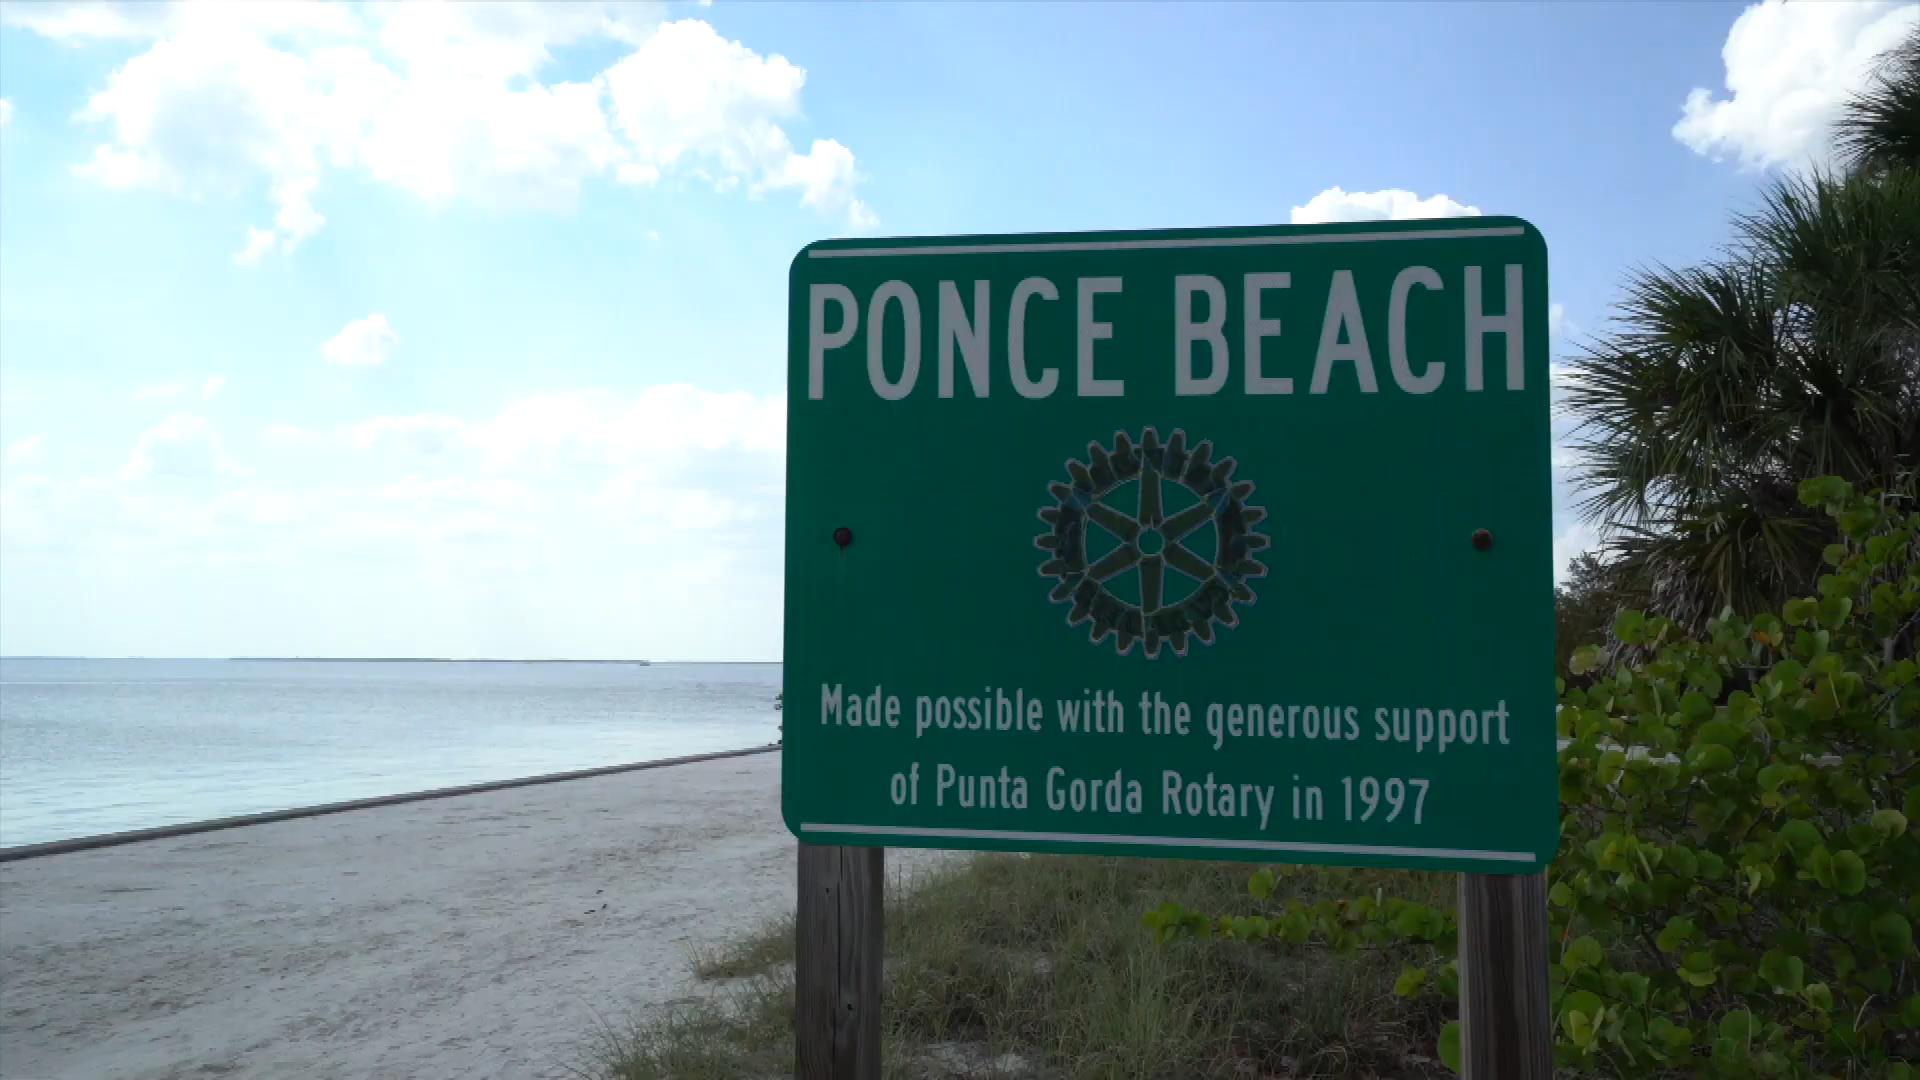 PONCE BEACH
Made possible with the generous support
of Punta Gorda Rotary in 1997